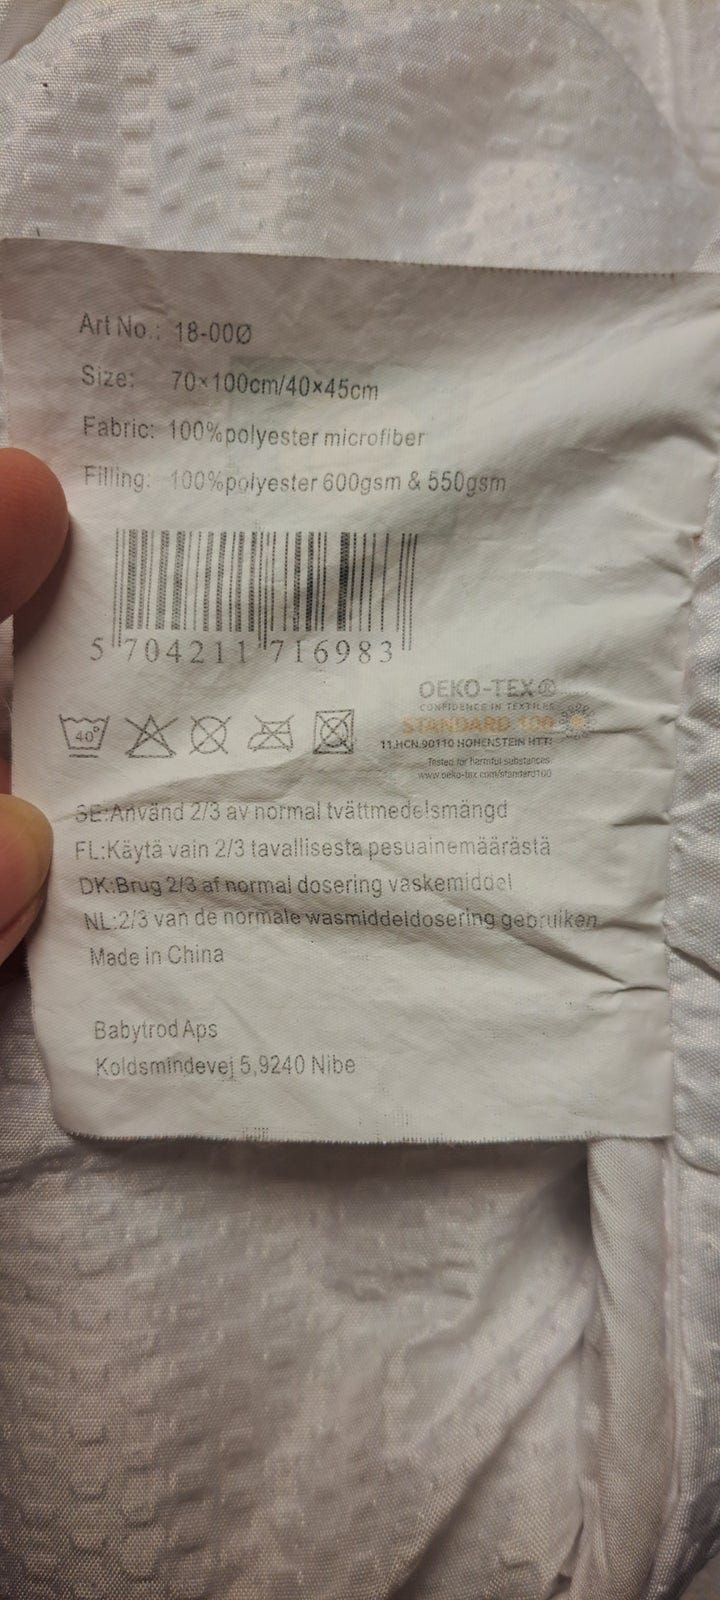 Art No.: 18-00Ø
Size: 70×100cm/40×45cm
Fabric: 100%polyester microfiber
Filling: 100%polyester 600gsm & 550gsm
5 704211 716983
40°
OEKO-TEX®
CONFIDENCE IN TEXTILES
STANDARD 100
11.HCN.90110 HOHENSTEIN HTTI
Tested for harmful substances
www.oeko-tex.com/standard100
SE:Använd 2/3 av normal tvättmedelsmängd
FL:Käytä vain 2/3 tavallisesta pesuainemäärästä
DK:Brug 2/3 af normal dosering vaskemiddel
NL:2/3 van de normale wasmiddeldosering gebruiken
Made in China
Babytrod Aps
Koldsmindevej 5,9240 Nibe